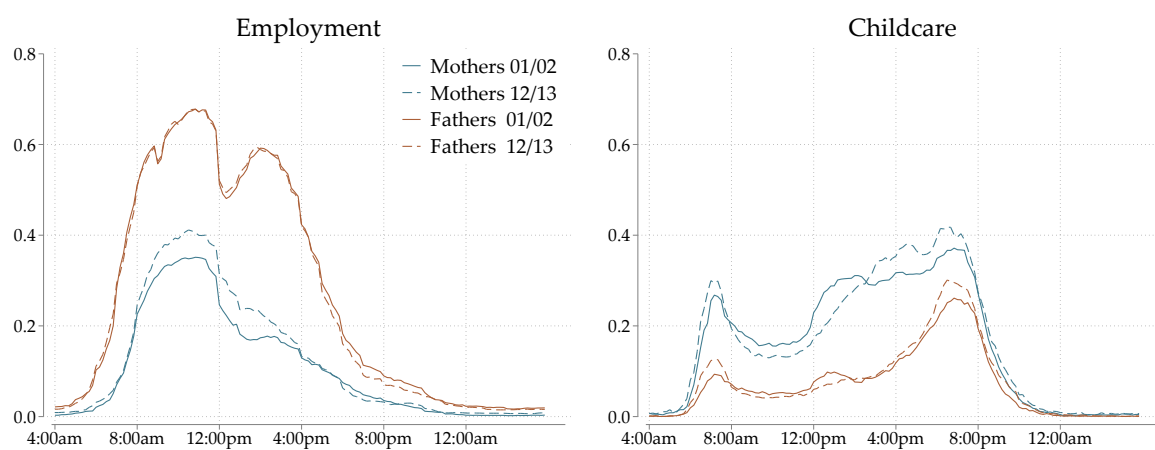 Employment
0.8
0.6
0.4
0.2
0.0
4:00am 8:00am 12:00pm 4:00pm 8:00pm 12:00am
Mothers 01/02
Mothers 12/13
Fathers 01/02
Fathers 12/13
Childcare
0.8
0.6
0.4
0.2
0.0
4:00am 8:00am 12:00pm 4:00pm 8:00pm 12:00am